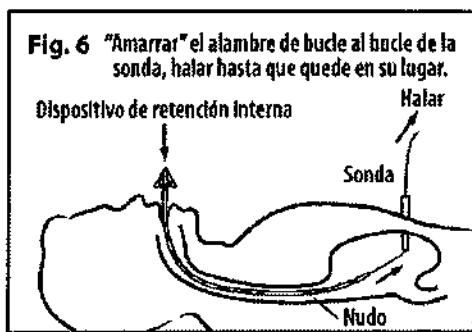 Fig. 6 "Amarrar" el alambre de bucle al bucle de la
sonda, halar hasta que quede en su lugar.
Halar
Dispositivo de retención interna
Sonda
Nudo